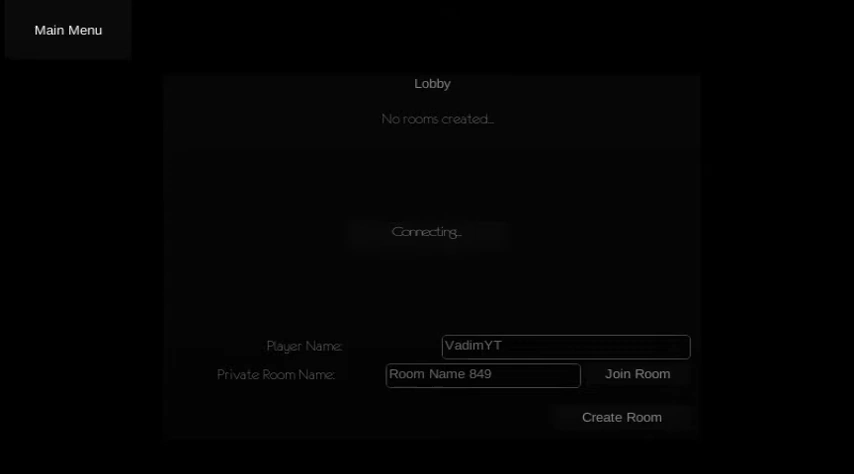 Main Menu
Lobby
No rooms created...
Connecting...
Player Name:
VadimYT
Private Room Name:
Room Name 849
Join Room
Create Room